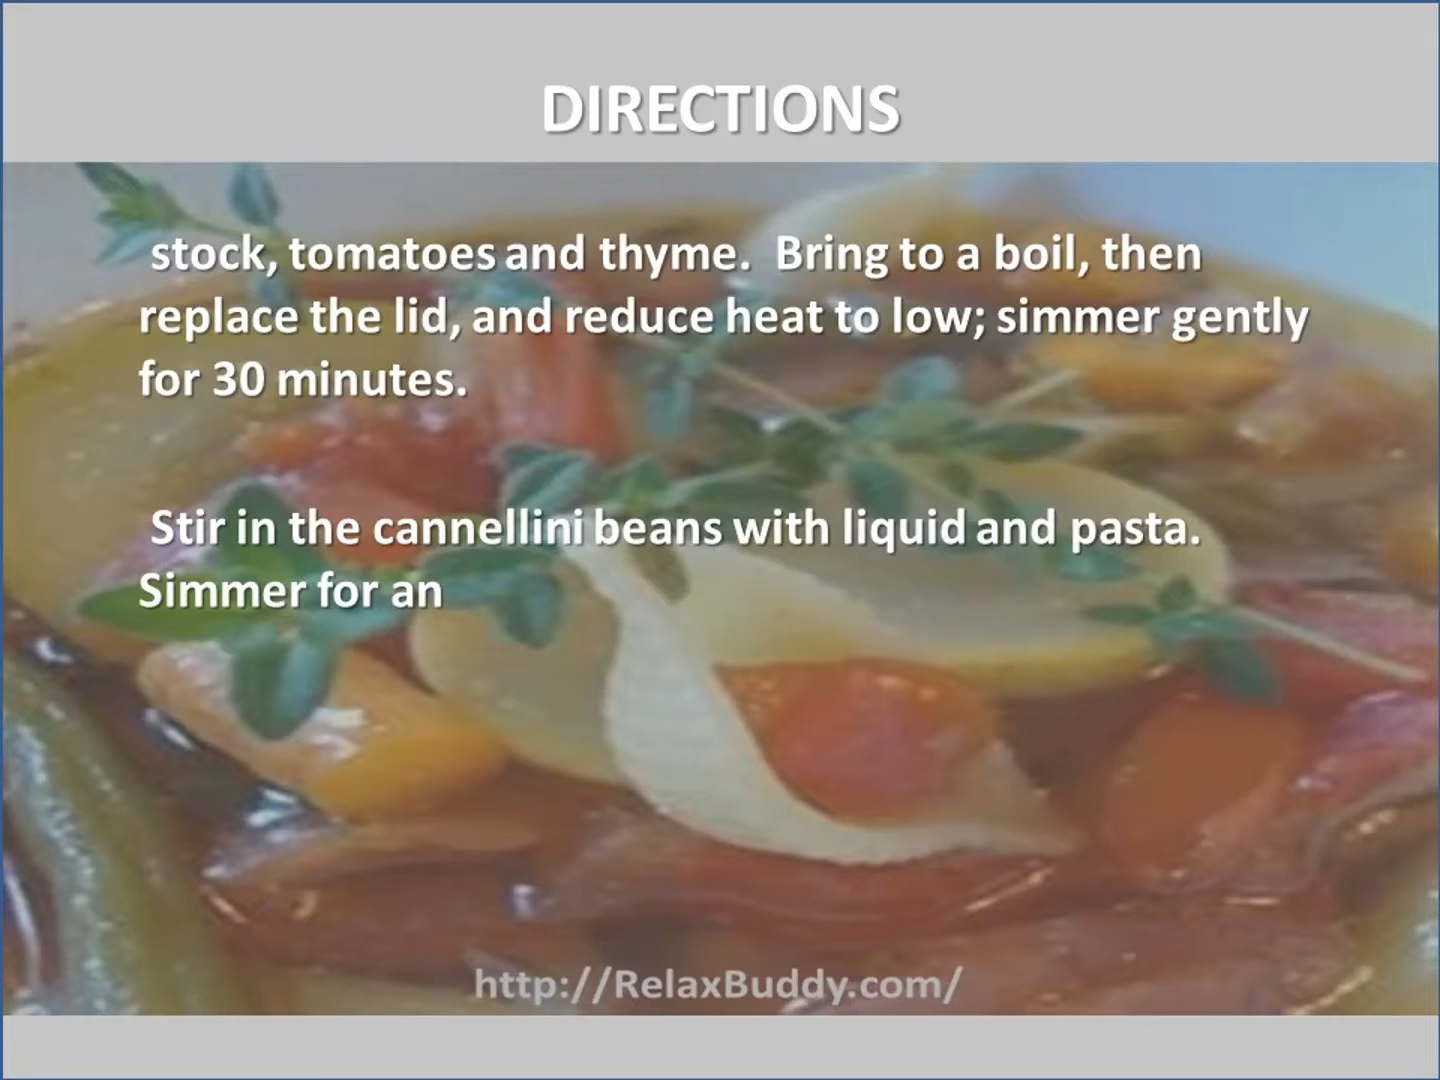 DIRECTIONS
stock, tomatoes and thyme. Bring to a boil, then
replace the lid, and reduce heat to low; simmer gently
for 30 minutes.
Stir in the cannellini beans with liquid and pasta.
Simmer for an
http://RelaxBuddy.com/